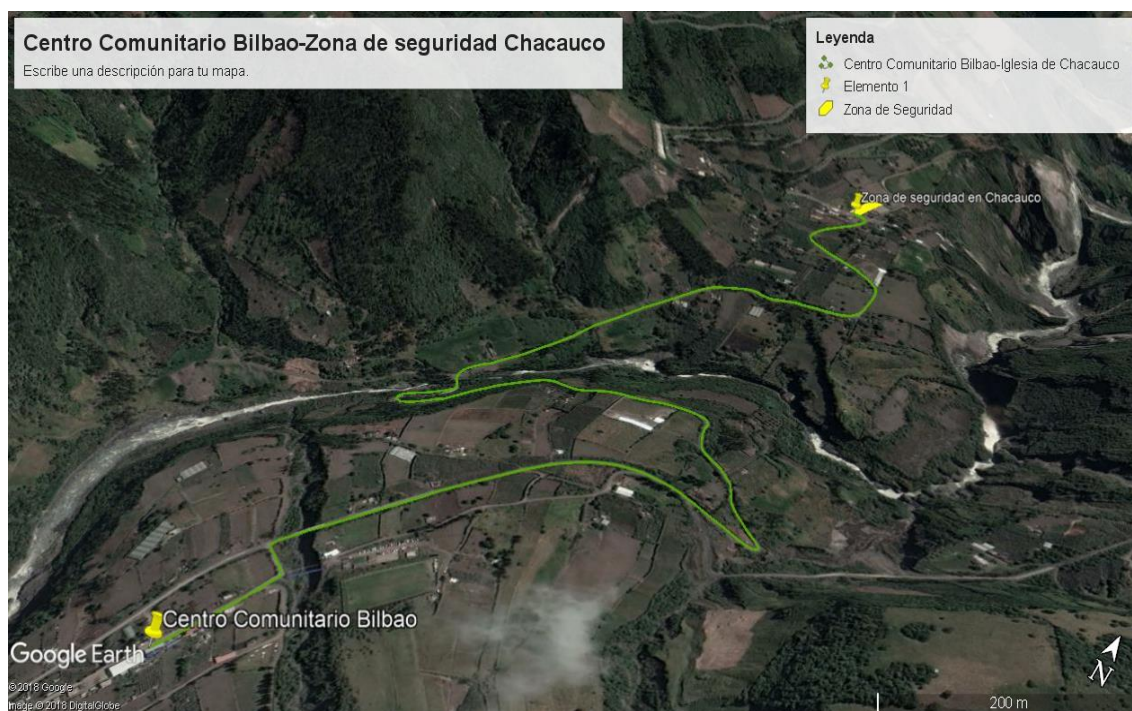 Centro Comunitario Bilbao-Zona de seguridad Chacauco
Escribe una descripción para tu mapa.
Leyenda
Centro Comunitario Bilbao-Iglesia de Chacauco
Elemento 1
Zona de Seguridad
Zona de seguridad en Chacauco
Centro Comunitario Bilbao
Google Earth
© 2018 Google
Image © 2018 DigitalGlobe
N
200 m